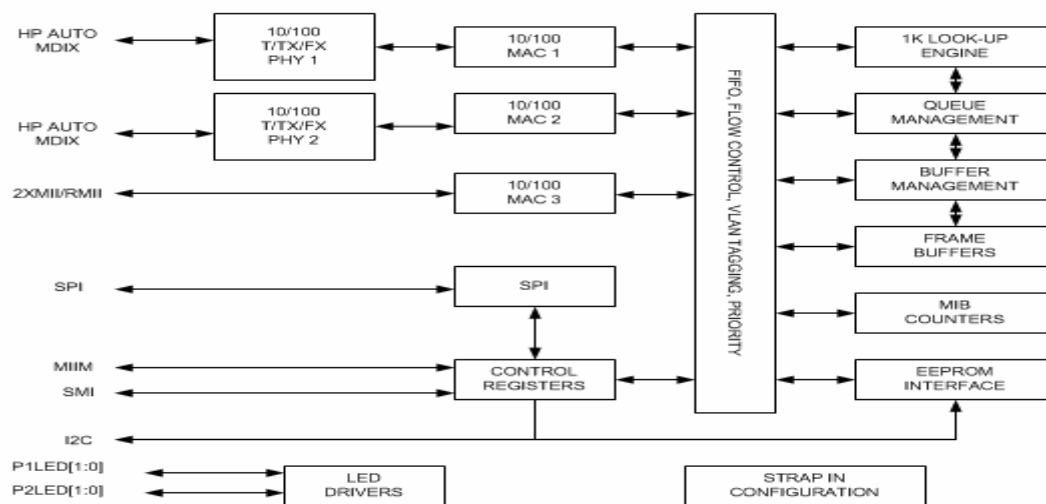 HP AUTO
MDIX
10/100
T/TX/FX
PHY 1
10/100
MAC 1
1K LOOK-UP
ENGINE
HP AUTO
MDIX
10/100
T/TX/FX
PHY 2
10/100
MAC 2
QUEUE
MANAGEMENT
2XMII/RMII
10/100
MAC 3
BUFFER
MANAGEMENT
FIFO, FLOW CONTROL, VLAN TAGGING, PRIORITY
FRAME
BUFFERS
SPI
SPI
MIB
COUNTERS
MIIM
SMI
CONTROL
REGISTERS
EEPROM
INTERFACE
I2C
P1LED[1:0]
P2LED[1:0]
LED
DRIVERS
STRAP IN
CONFIGURATION